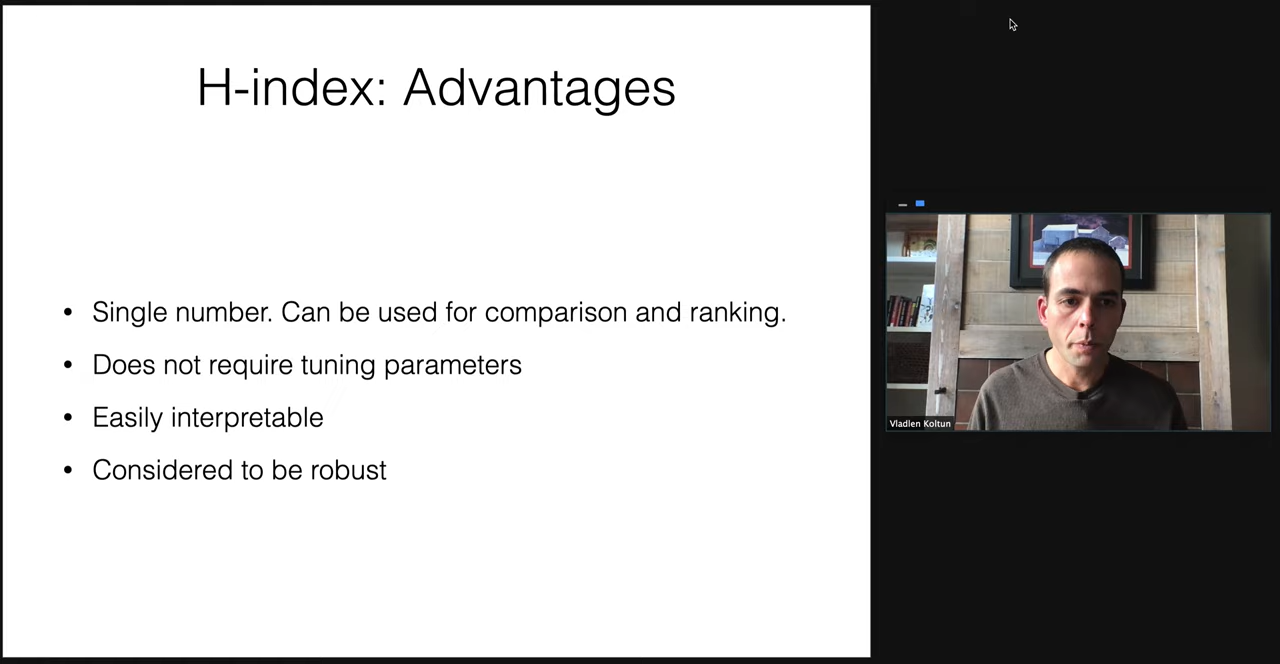 H-index: Advantages
• Single number. Can be used for comparison and ranking.
• Does not require tuning parameters
• Easily interpretable
• Considered to be robust
Vladlen Koltun